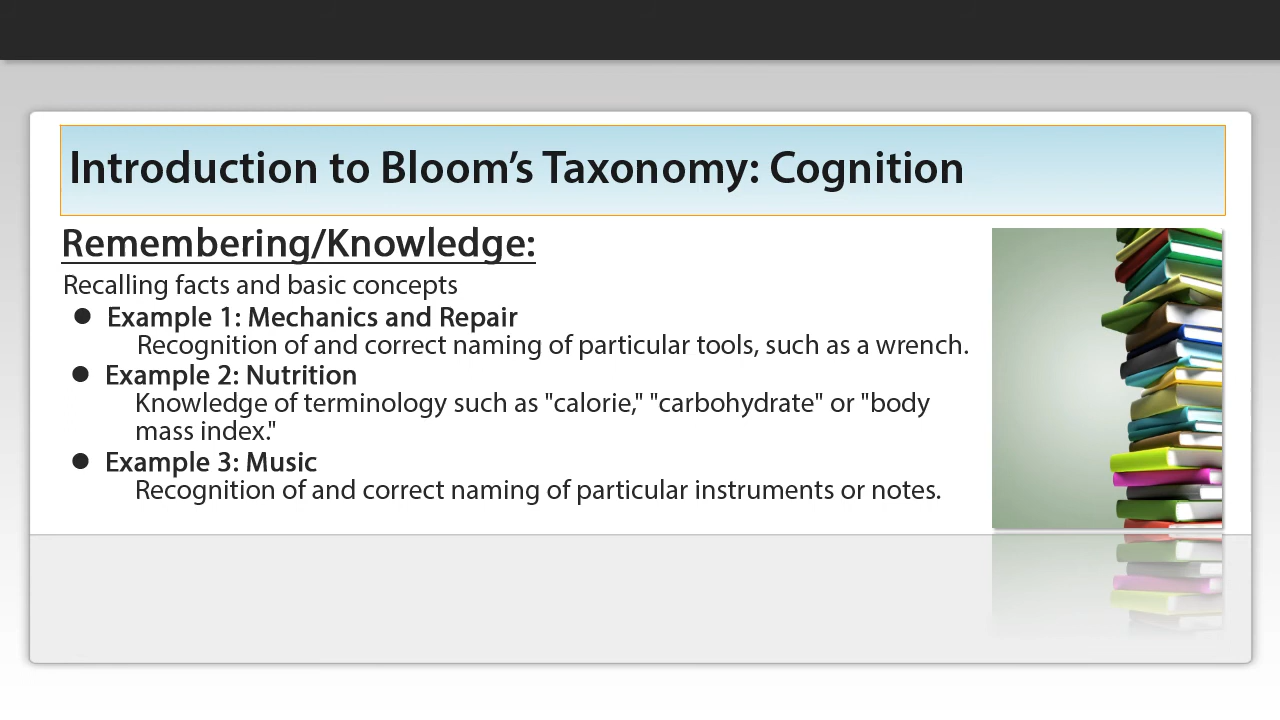 Introduction to Bloom’s Taxonomy: Cognition
Remembering/Knowledge:
Recalling facts and basic concepts
● Example 1: Mechanics and Repair
Recognition of and correct naming of particular tools, such as a wrench.
● Example 2: Nutrition
Knowledge of terminology such as "calorie," "carbohydrate" or "body
mass index."
● Example 3: Music
Recognition of and correct naming of particular instruments or notes.